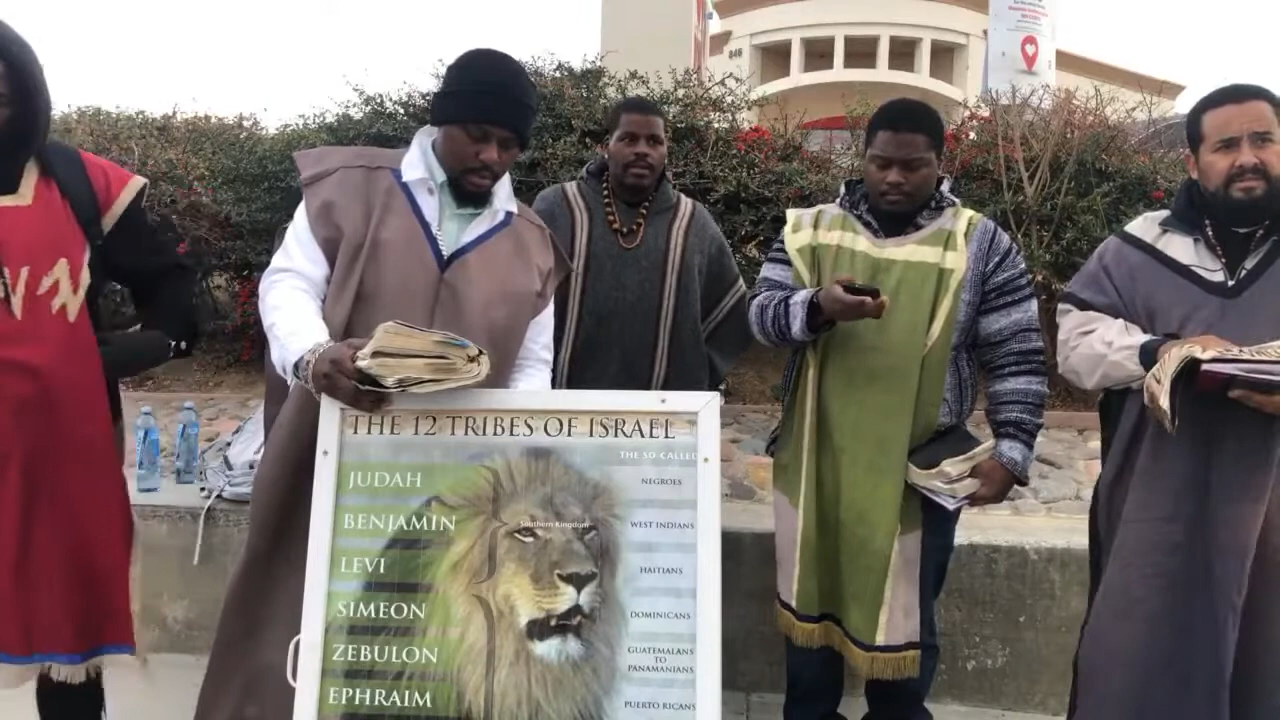 846
THE 12 TRIBES OF ISRAEL
THE SO-CALLED
JUDAH
NEGROES
Southern Kingdom
BENJAMIN
WEST INDIANS
LEVI
HAITIANS
SIMEON
DOMINICANS
ZEBULON
GUATEMALANS
TO
PANAMANIANS
EPHRAIM
PUERTO RICANS